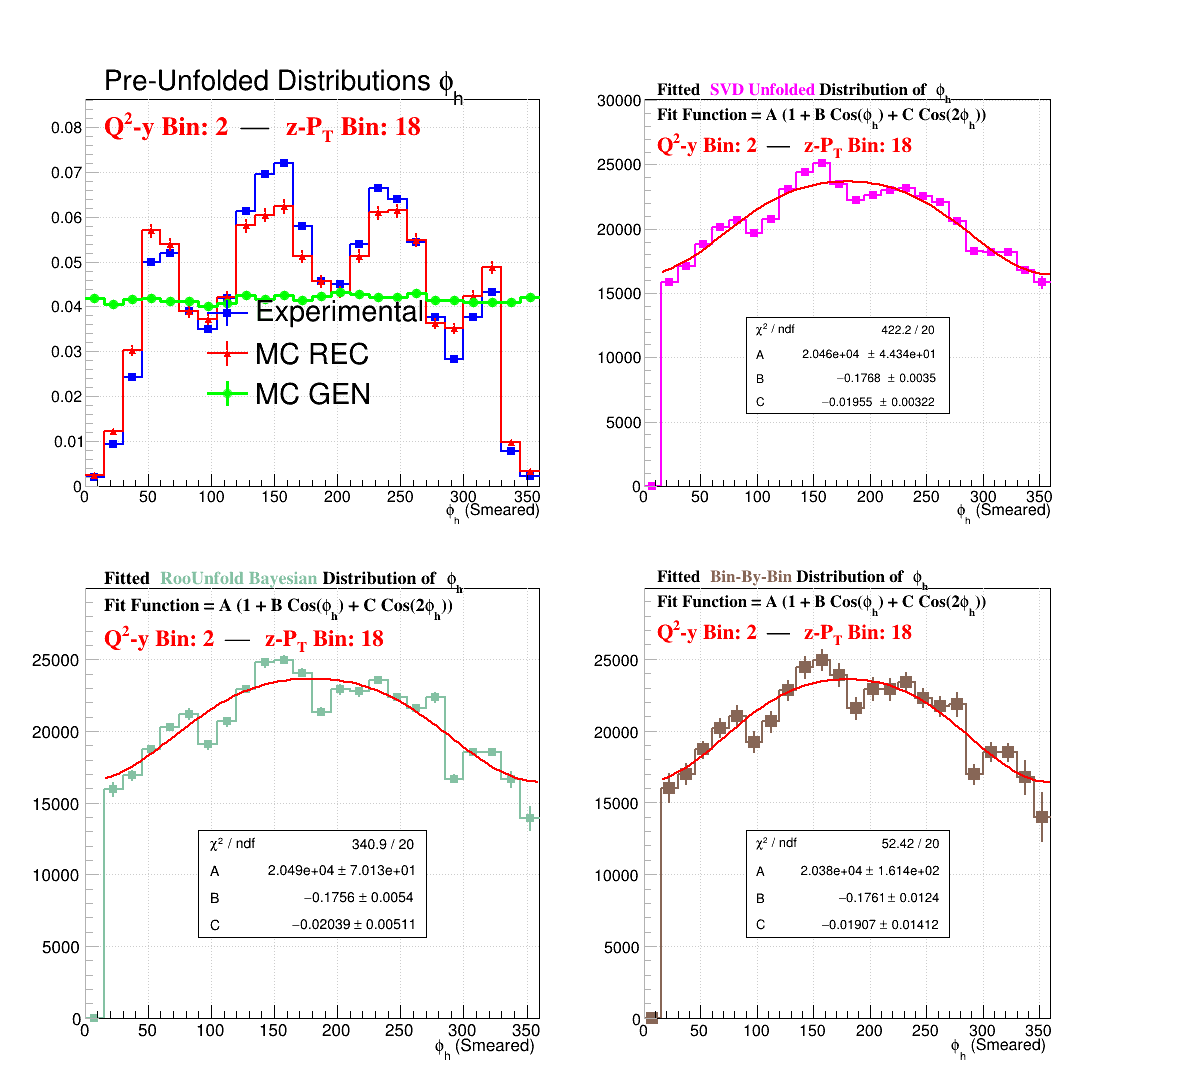 Pre-Unfolded Distributions ϕh
Q²-y Bin: 2 — z-PT Bin: 18
0.08
0.07
0.06
0.05
0.04
0.03
0.02
0.01
0
Experimental
MC REC
MC GEN
0 50 100 150 200 250 300 350
ϕh (Smeared)
Fitted SVD Unfolded Distribution of ϕh
Fit Function = A (1 + B Cos(ϕh) + C Cos(2ϕh))
Q²-y Bin: 2 — z-PT Bin: 18
30000
25000
20000
15000
10000
5000
0
χ² / ndf 422.2 / 20
A 2.046e+04 ± 4.434e+01
B −0.1768 ± 0.0035
C −0.01955 ± 0.00322
0 50 100 150 200 250 300 350
ϕh (Smeared)
Fitted RooUnfold Bayesian Distribution of ϕh
Fit Function = A (1 + B Cos(ϕh) + C Cos(2ϕh))
Q²-y Bin: 2 — z-PT Bin: 18
25000
20000
15000
10000
5000
0
χ² / ndf 340.9 / 20
A 2.049e+04 ± 7.013e+01
B −0.1756 ± 0.0054
C −0.02039 ± 0.00511
0 50 100 150 200 250 300 350
ϕh (Smeared)
Fitted Bin-By-Bin Distribution of ϕh
Fit Function = A (1 + B Cos(ϕh) + C Cos(2ϕh))
Q²-y Bin: 2 — z-PT Bin: 18
25000
20000
15000
10000
5000
0
χ² / ndf 52.42 / 20
A 2.038e+04 ± 1.614e+02
B −0.1761 ± 0.0124
C −0.01907 ± 0.01412
0 50 100 150 200 250 300 350
ϕh (Smeared)